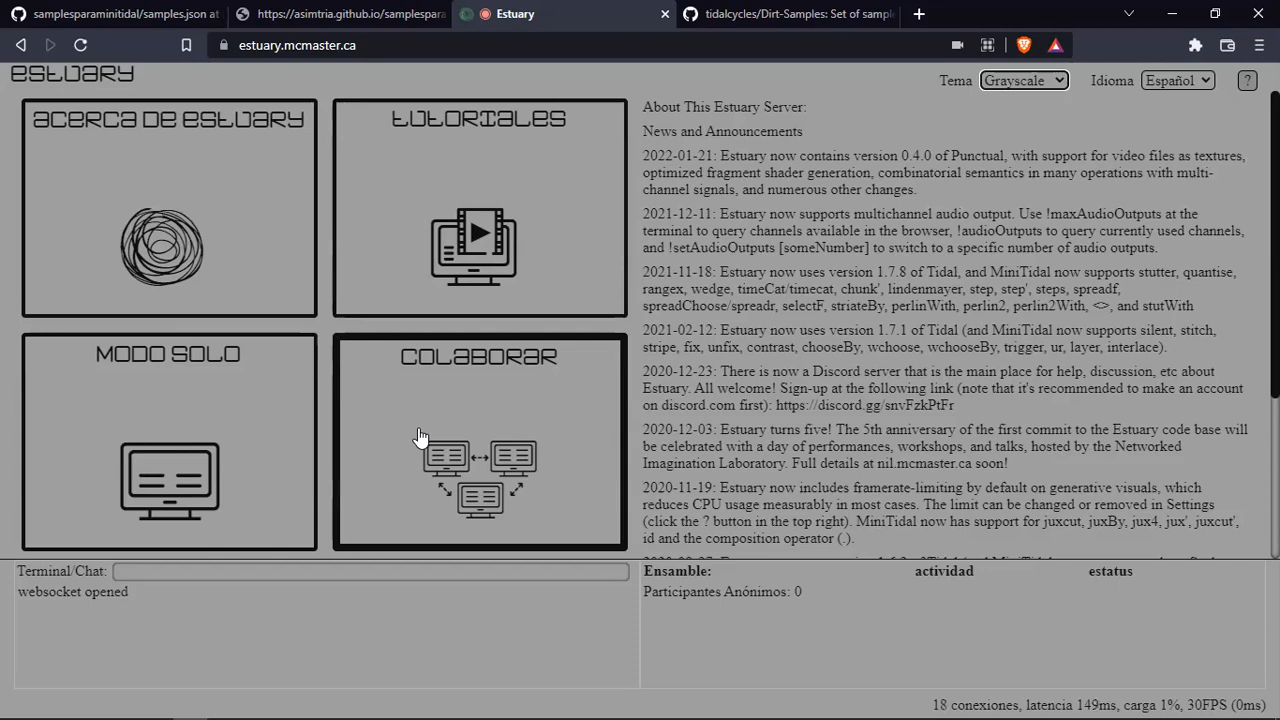 samplesparaminitidal/samples.json at
https://asimtria.github.io/samplespara
Estuary
tidalcycles/Dirt-Samples: Set of sampl
estuary.mcmaster.ca
ESTUARY
Tema Grayscale Idioma Español ?
ACERCA DE ESTUARY
TUTORIALES
MODO SOLO
COLABORAR
About This Estuary Server:
News and Announcements
2022-01-21: Estuary now contains version 0.4.0 of Punctual, with support for video files as textures,
optimized fragment shader generation, combinatorial semantics in many operations with multi-
channel signals, and numerous other changes.
2021-12-11: Estuary now supports multichannel audio output. Use !maxAudioOutputs at the
terminal to query channels available in the browser, !audioOutputs to query currently used channels,
and !setAudioOutputs [someNumber] to switch to a specific number of audio outputs.
2021-11-18: Estuary now uses version 1.7.8 of Tidal, and MiniTidal now supports stutter, quantise,
rangex, wedge, timeCat/timecat, chunk', lindenmayer, step, step', steps, spreadf,
spreadChoose/spreadr, selectF, striateBy, perlinWith, perlin2, perlin2With, <>, and stutWith
2021-02-12: Estuary now uses version 1.7.1 of Tidal (and MiniTidal now supports silent, stitch,
stripe, fix, unfix, contrast, chooseBy, wchoose, wchooseBy, trigger, ur, layer, interlace).
2020-12-23: There is now a Discord server that is the main place for help, discussion, etc about
Estuary. All welcome! Sign-up at the following link (note that it's recommended to make an account
on discord.com first): https://discord.gg/snvFzkPtFr
2020-12-03: Estuary turns five! The 5th anniversary of the first commit to the Estuary code base will
be celebrated with a day of performances, workshops, and talks, hosted by the Networked
Imagination Laboratory. Full details at nil.mcmaster.ca soon!
2020-11-19: Estuary now includes framerate-limiting by default on generative visuals, which
reduces CPU usage measurably in most cases. The limit can be changed or removed in Settings
(click the ? button in the top right). MiniTidal now has support for juxcut, juxBy, jux4, jux', juxcut',
id and the composition operator (.).
Terminal/Chat:
websocket opened
Ensamble: actividad estatus
Participantes Anónimos: 0
18 conexiones, latencia 149ms, carga 1%, 30FPS (0ms)